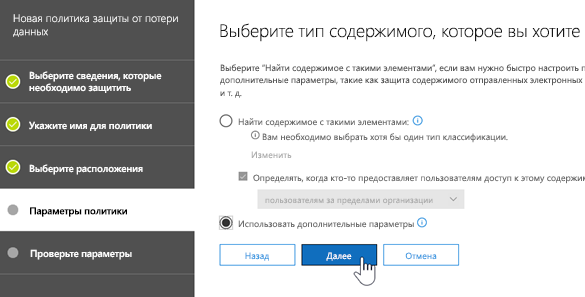 Новая политика защиты от потери
данных
Выберите сведения, которые
необходимо защитить
Укажите имя для политики
Выберите расположения
Параметры политики
Проверьте параметры
Выберите тип содержимого, которое вы хотите
Выберите "Найти содержимое с такими элементами", если вам нужно быстро настроить п
дополнительные параметры, такие как защита содержимого отправленных электронных
и т. д.
Найти содержимое с такими элементами:
Вам необходимо выбрать хотя бы один тип классификации.
Изменить
Определять, когда кто-то предоставляет пользователям доступ к этому содержи
пользователям за пределами организации
Использовать дополнительные параметры
Назад
Далее
Отмена